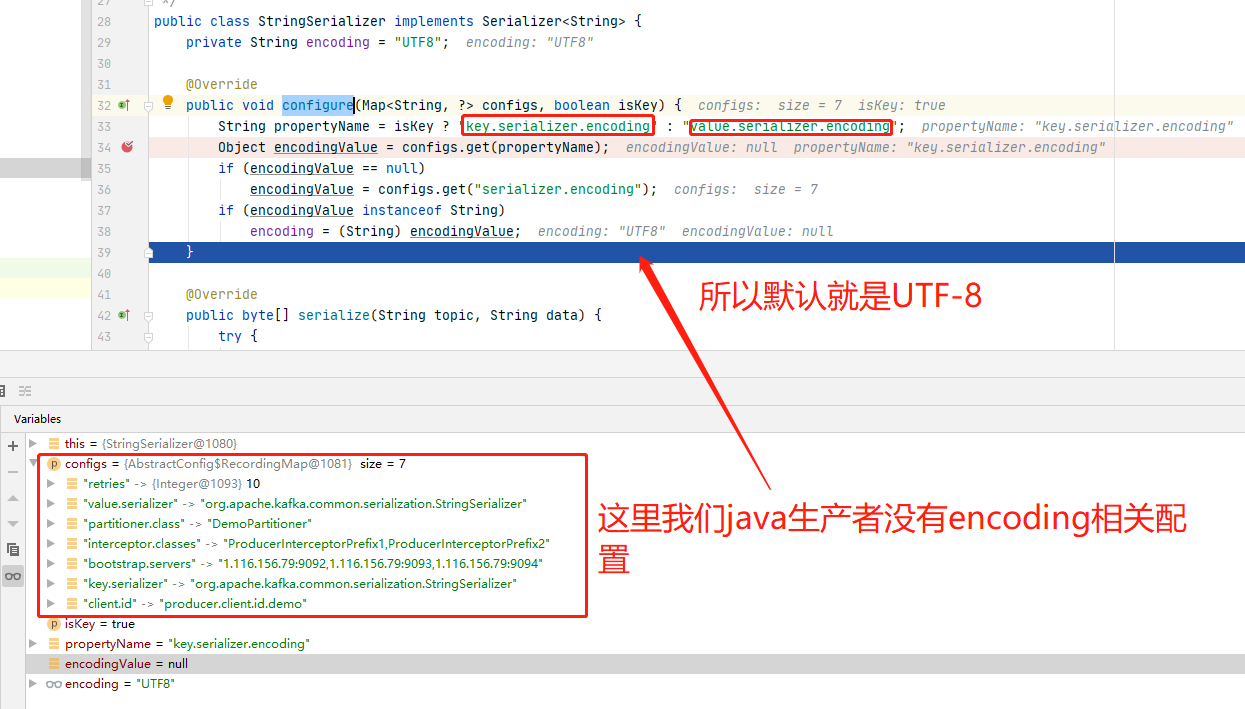 27 */
28 public class StringSerializer implements Serializer<String> {
29 private String encoding = "UTF8"; encoding: "UTF8"
30
31 @Override
32 public void configure(Map<String, ?> configs, boolean isKey) { configs: size = 7 isKey: true
33 String propertyName = isKey ? "key.serializer.encoding" : "value.serializer.encoding"; propertyName: "key.serializer.encoding"
34 Object encodingValue = configs.get(propertyName); encodingValue: null propertyName: "key.serializer.encoding"
35 if (encodingValue == null)
36 encodingValue = configs.get("serializer.encoding"); configs: size = 7
37 if (encodingValue instanceof String)
38 encoding = (String) encodingValue; encoding: "UTF8" encodingValue: null
39 }
40
41 @Override
42 public byte[] serialize(String topic, String data) {
43 try {
所以默认就是UTF-8
Variables
this = {StringSerializer@1080}
p configs = {AbstractConfig$RecordingMap@1081} size = 7
"retries" -> {Integer@1093} 10
"value.serializer" -> "org.apache.kafka.common.serialization.StringSerializer"
"partitioner.class" -> "DemoPartitioner"
"interceptor.classes" -> "ProducerInterceptorPrefix1,ProducerInterceptorPrefix2"
"bootstrap.servers" -> "1.116.156.79:9092,1.116.156.79:9093,1.116.156.79:9094"
"key.serializer" -> "org.apache.kafka.common.serialization.StringSerializer"
"client.id" -> "producer.client.id.demo"
p isKey = true
propertyName = "key.serializer.encoding"
encodingValue = null
encoding = "UTF8"
这里我们java生产者没有encoding相关配
置